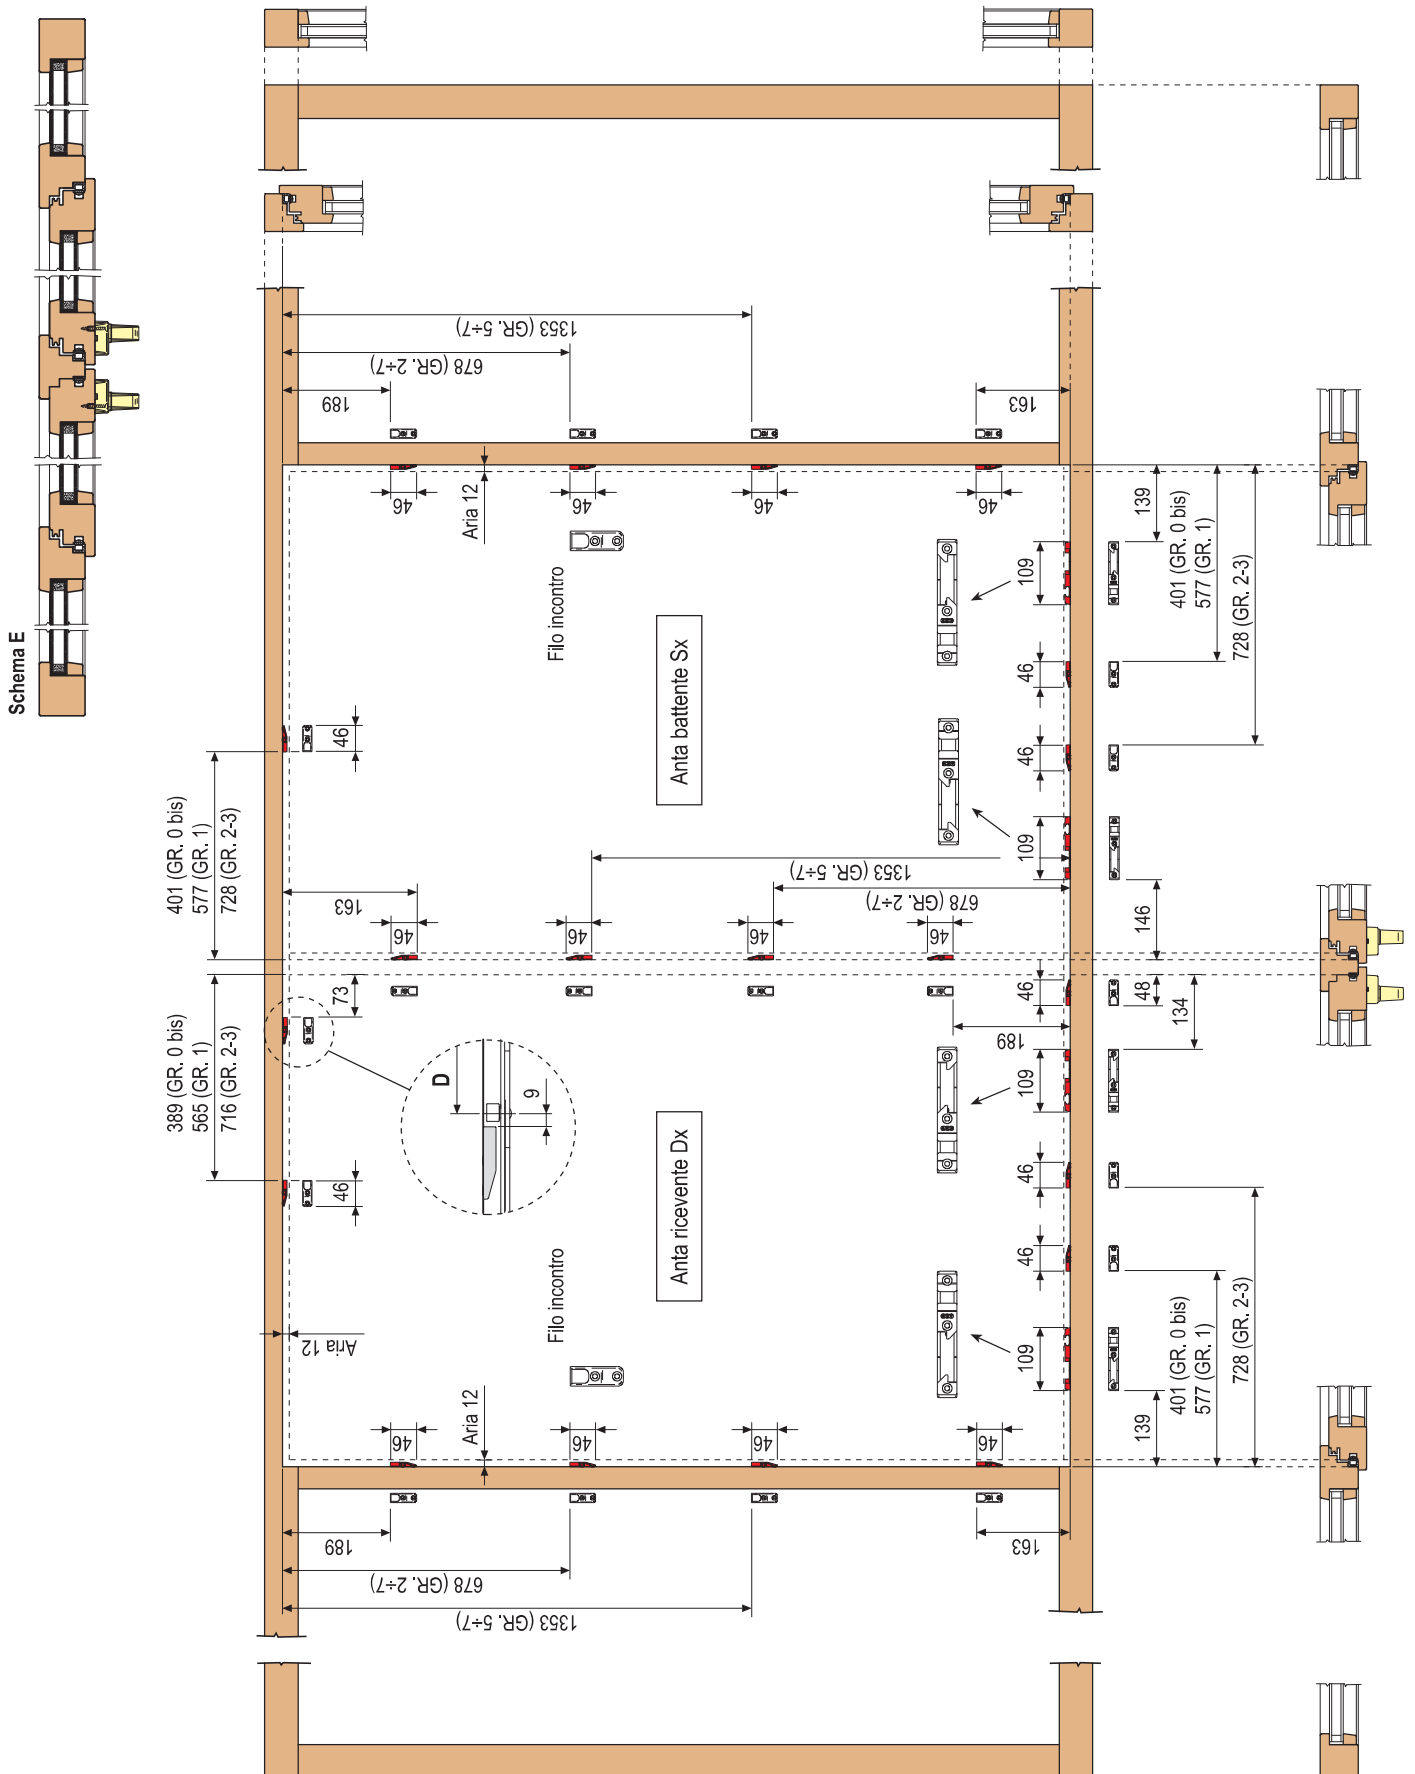 Schema E
1353 (GR. 5÷7)
678 (GR. 2÷7)
189
163
46
46
46
46
Aria 12
139
401 (GR. 0 bis)
577 (GR. 1)
728 (GR. 2-3)
Filo incontro
109
46
Anta battente Sx
46
46
109
401 (GR. 0 bis)
577 (GR. 1)
728 (GR. 2-3)
163
1353 (GR. 5÷7)
678 (GR. 2÷7)
46
46
46
46
146
389 (GR. 0 bis)
565 (GR. 1)
716 (GR. 2-3)
73
46
48
134
189
D
9
109
Anta ricevente Dx
46
46
46
Filo incontro
109
Aria 12
401 (GR. 0 bis)
577 (GR. 1)
728 (GR. 2-3)
139
Aria 12
46
46
46
46
189
163
678 (GR. 2÷7)
1353 (GR. 5÷7)